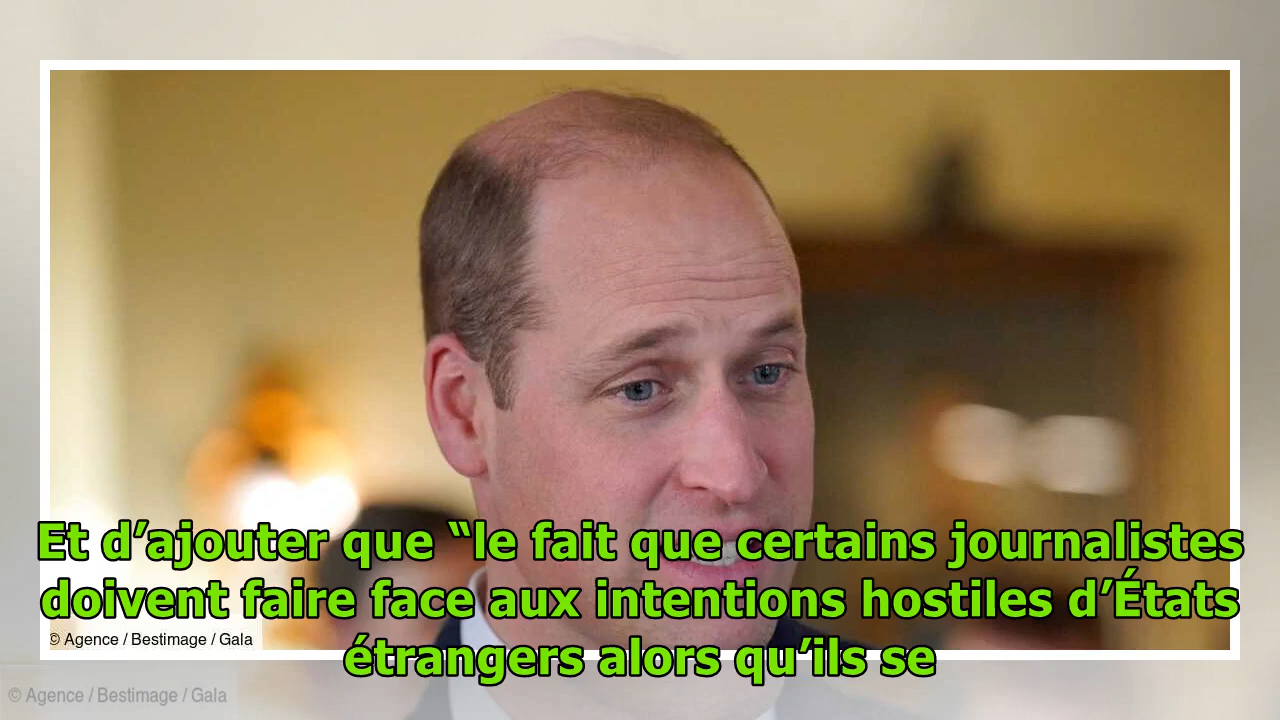 Et d’ajouter que “le fait que certains journalistes
doivent faire face aux intentions hostiles d’États
© Agence / Bestimage / Gala
étrangers alors qu’ils se
© Agence / Bestimage / Gala